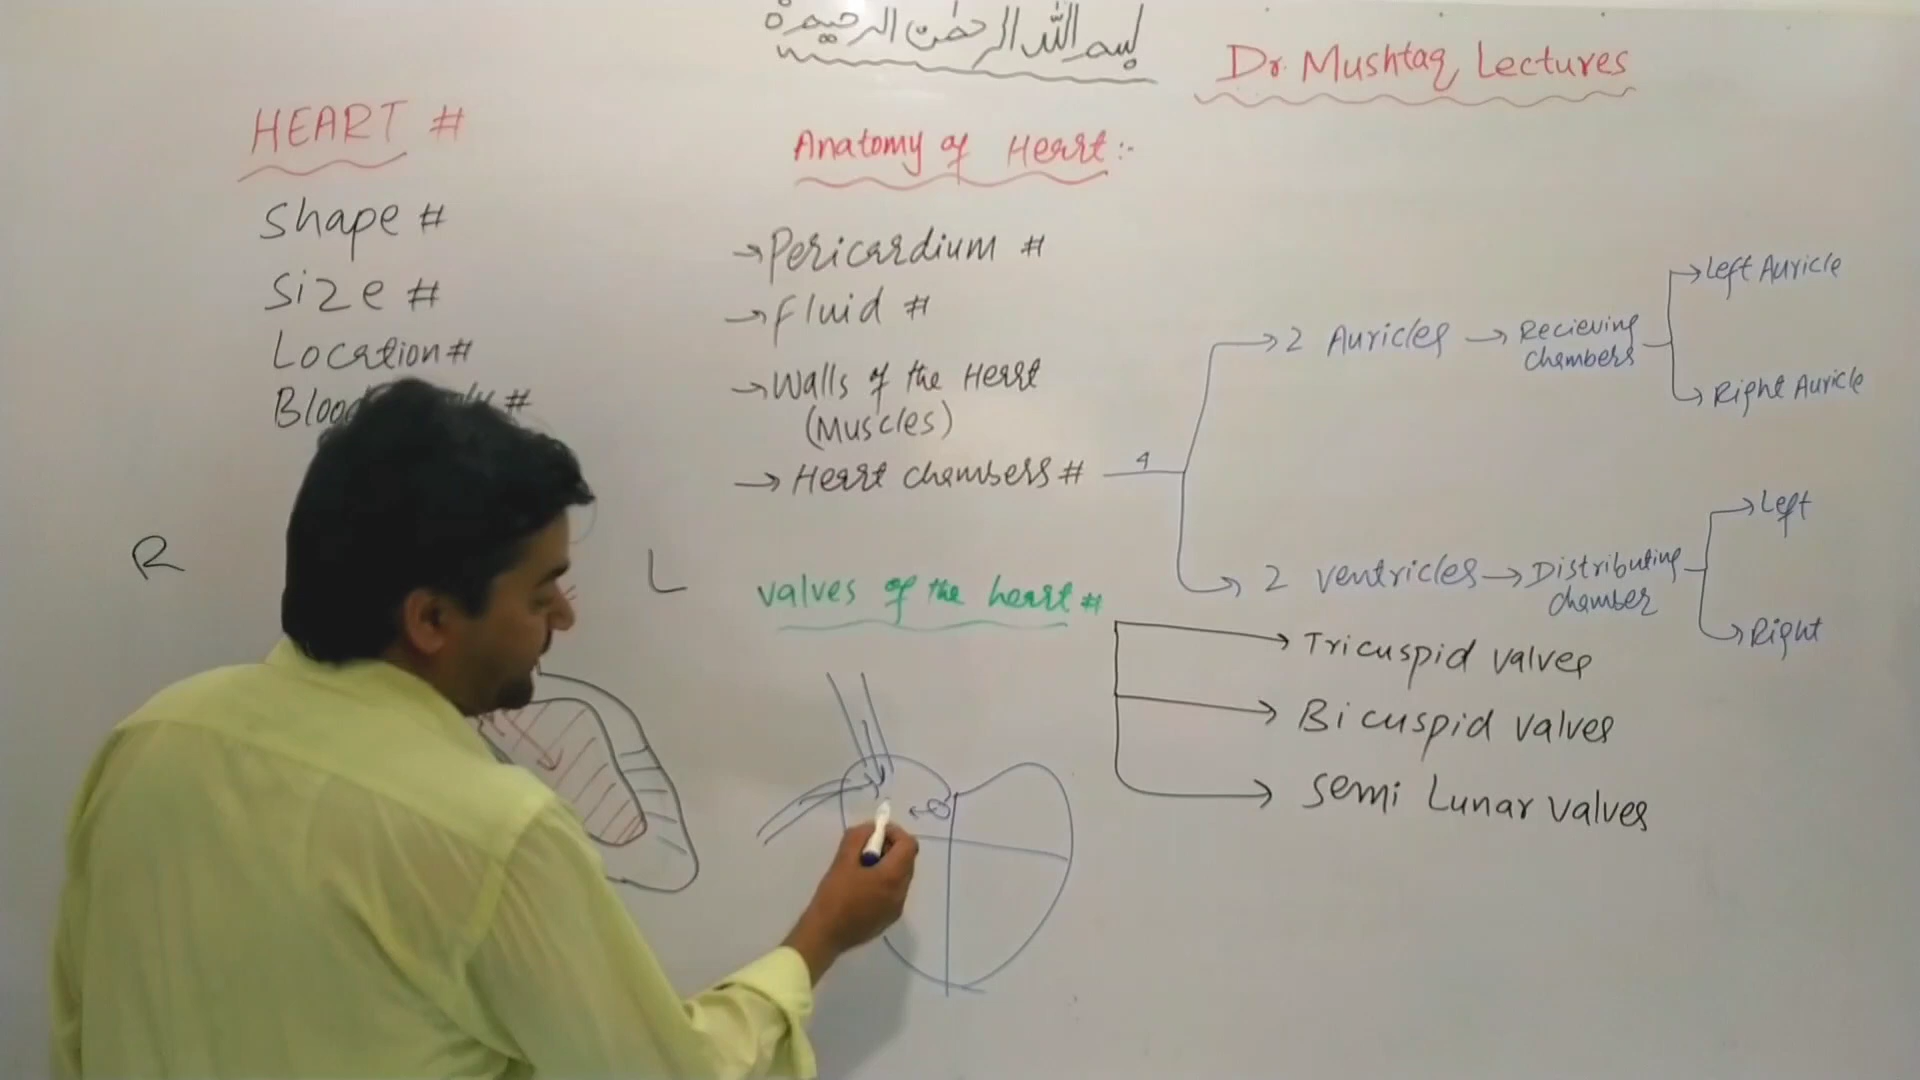 بسم الله الرحمن الرحيم
Dr. Mushtaq Lectures
HEART #
Shape #
Size #
Location #
Blood #
R
L
Anatomy of Heart :-
→ Pericardium #
→ Fluid #
→ Walls of the Heart
(Muscles)
→ Heart chambers #
4
→ 2 Auricles → Recieving
chambers
→ Left Auricle
→ Right Auricle
→ 2 ventricles → Distributing
chamber
→ Left
→ Right
valves of the heart #
→ Tricuspid valves
→ Bicuspid valves
→ Semi Lunar valves